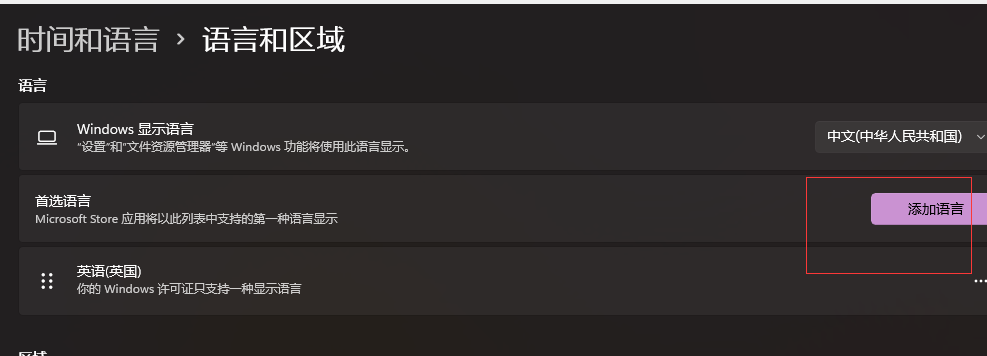 时间和语言 › 语言和区域
语言
Windows 显示语言
"设置"和"文件资源管理器"等 Windows 功能将使用此语言显示。
中文(中华人民共和国)
首选语言
Microsoft Store 应用将以此列表中支持的第一种语言显示
添加语言
英语(英国)
你的 Windows 许可证只支持一种显示语言
区域